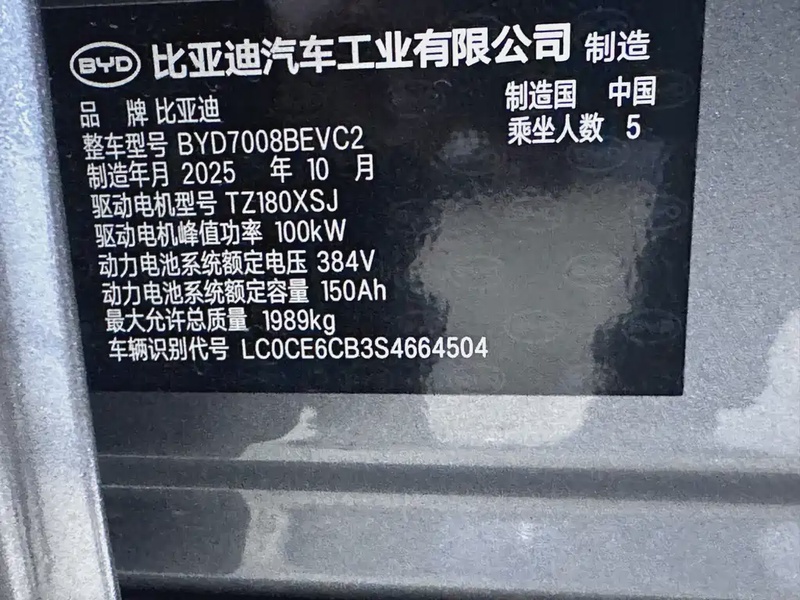 BYD 比亚迪汽车工业有限公司 制造
品 牌 比亚迪
制造国 中国
整车型号 BYD7008BEVC2
乘坐人数 5
制造年月 2025 年 10 月
驱动电机型号 TZ180XSJ
驱动电机峰值功率 100kW
动力电池系统额定电压 384V
动力电池系统额定容量 150Ah
最大允许总质量 1989kg
车辆识别代号 LC0CE6CB3S4664504